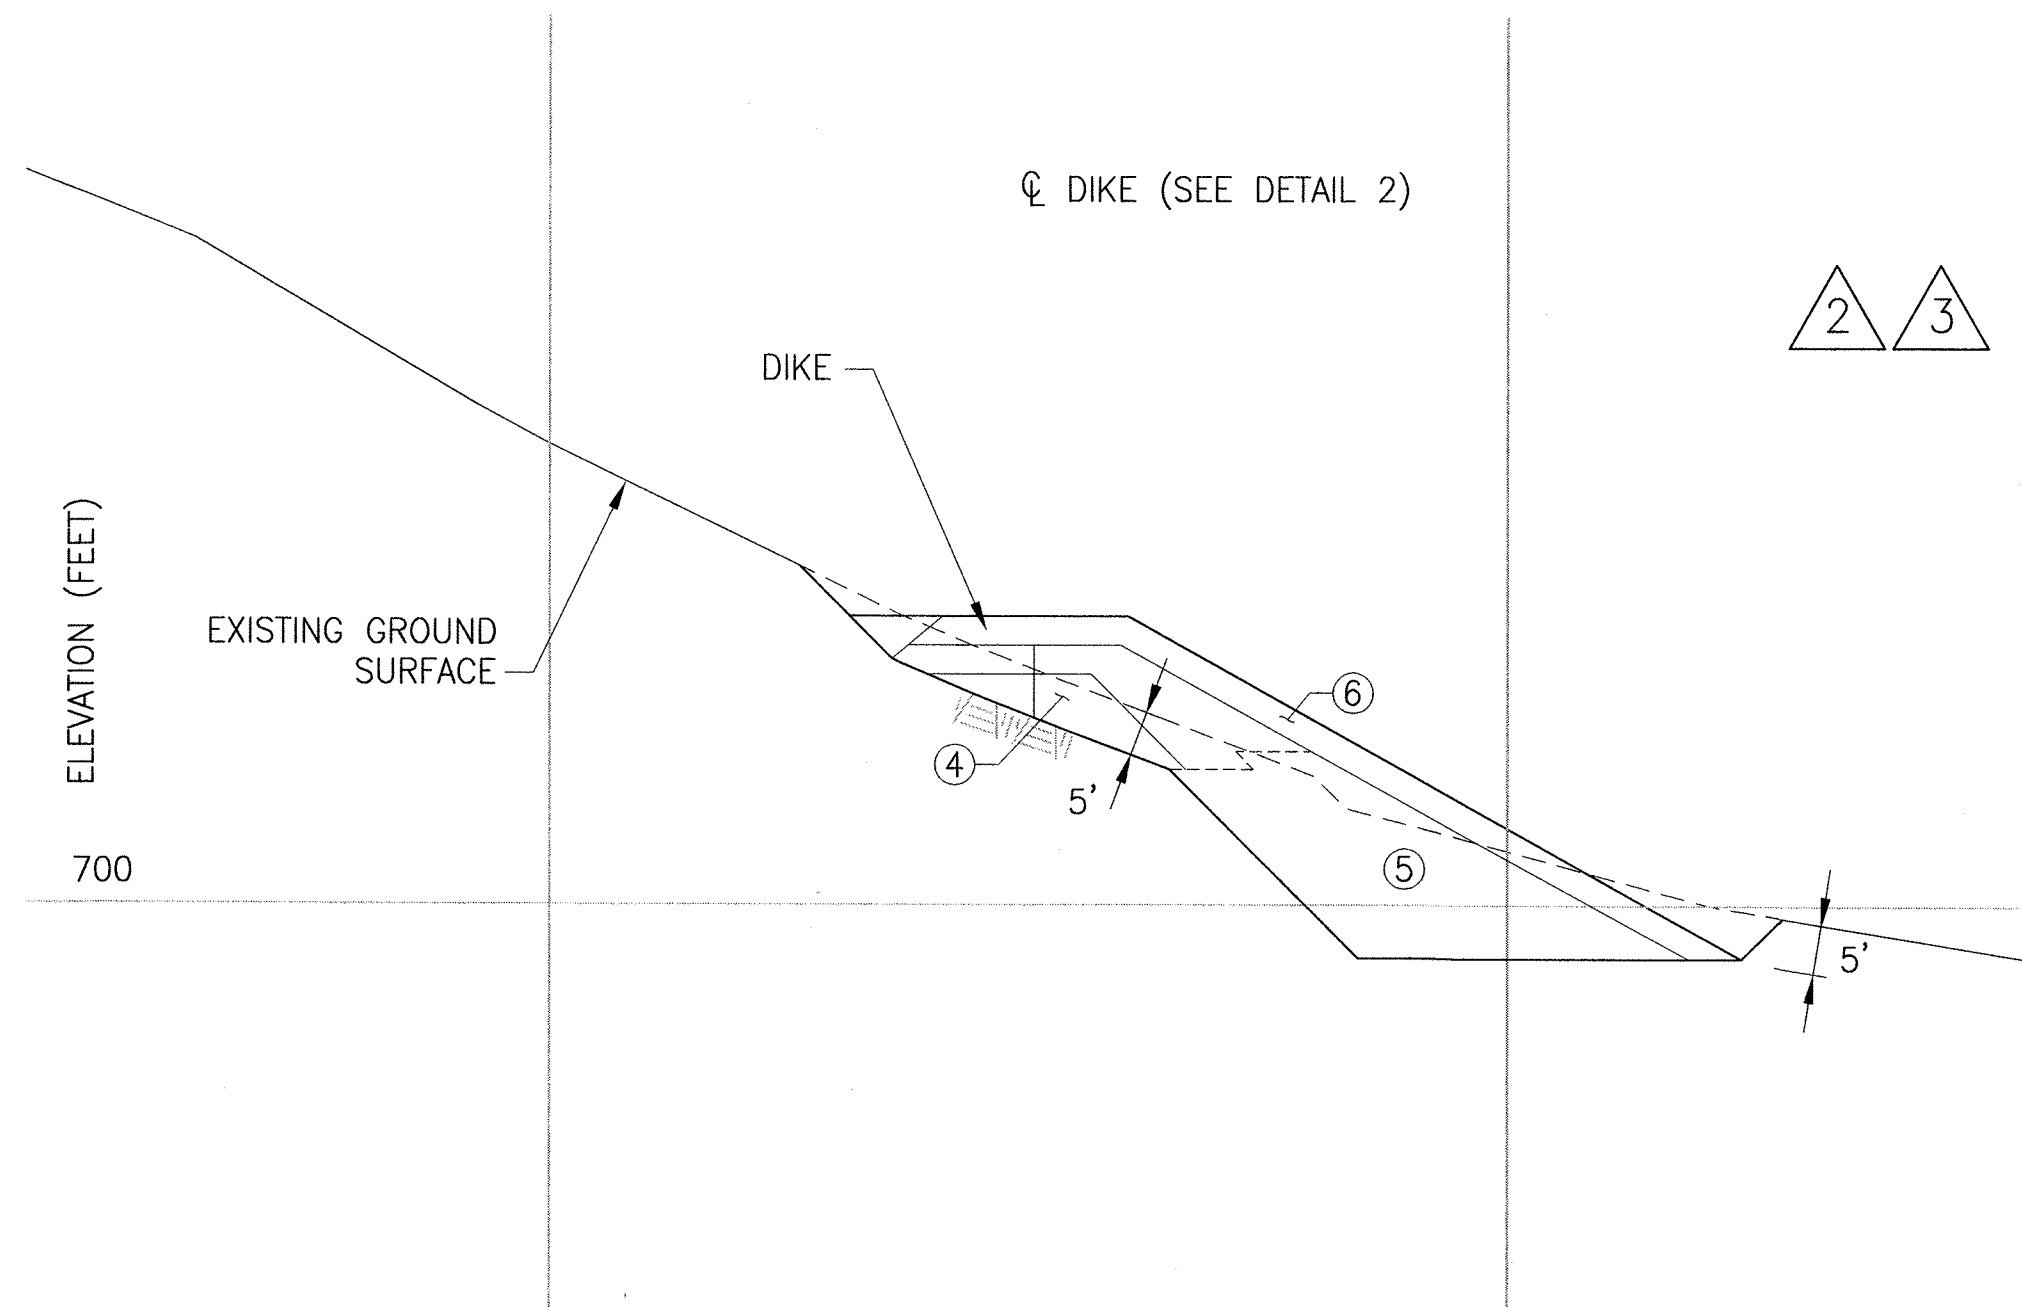 ℄ DIKE (SEE DETAIL 2)
2 3
DIKE
ELEVATION (FEET)
EXISTING GROUND
SURFACE
6
4
5'
700
5
5'